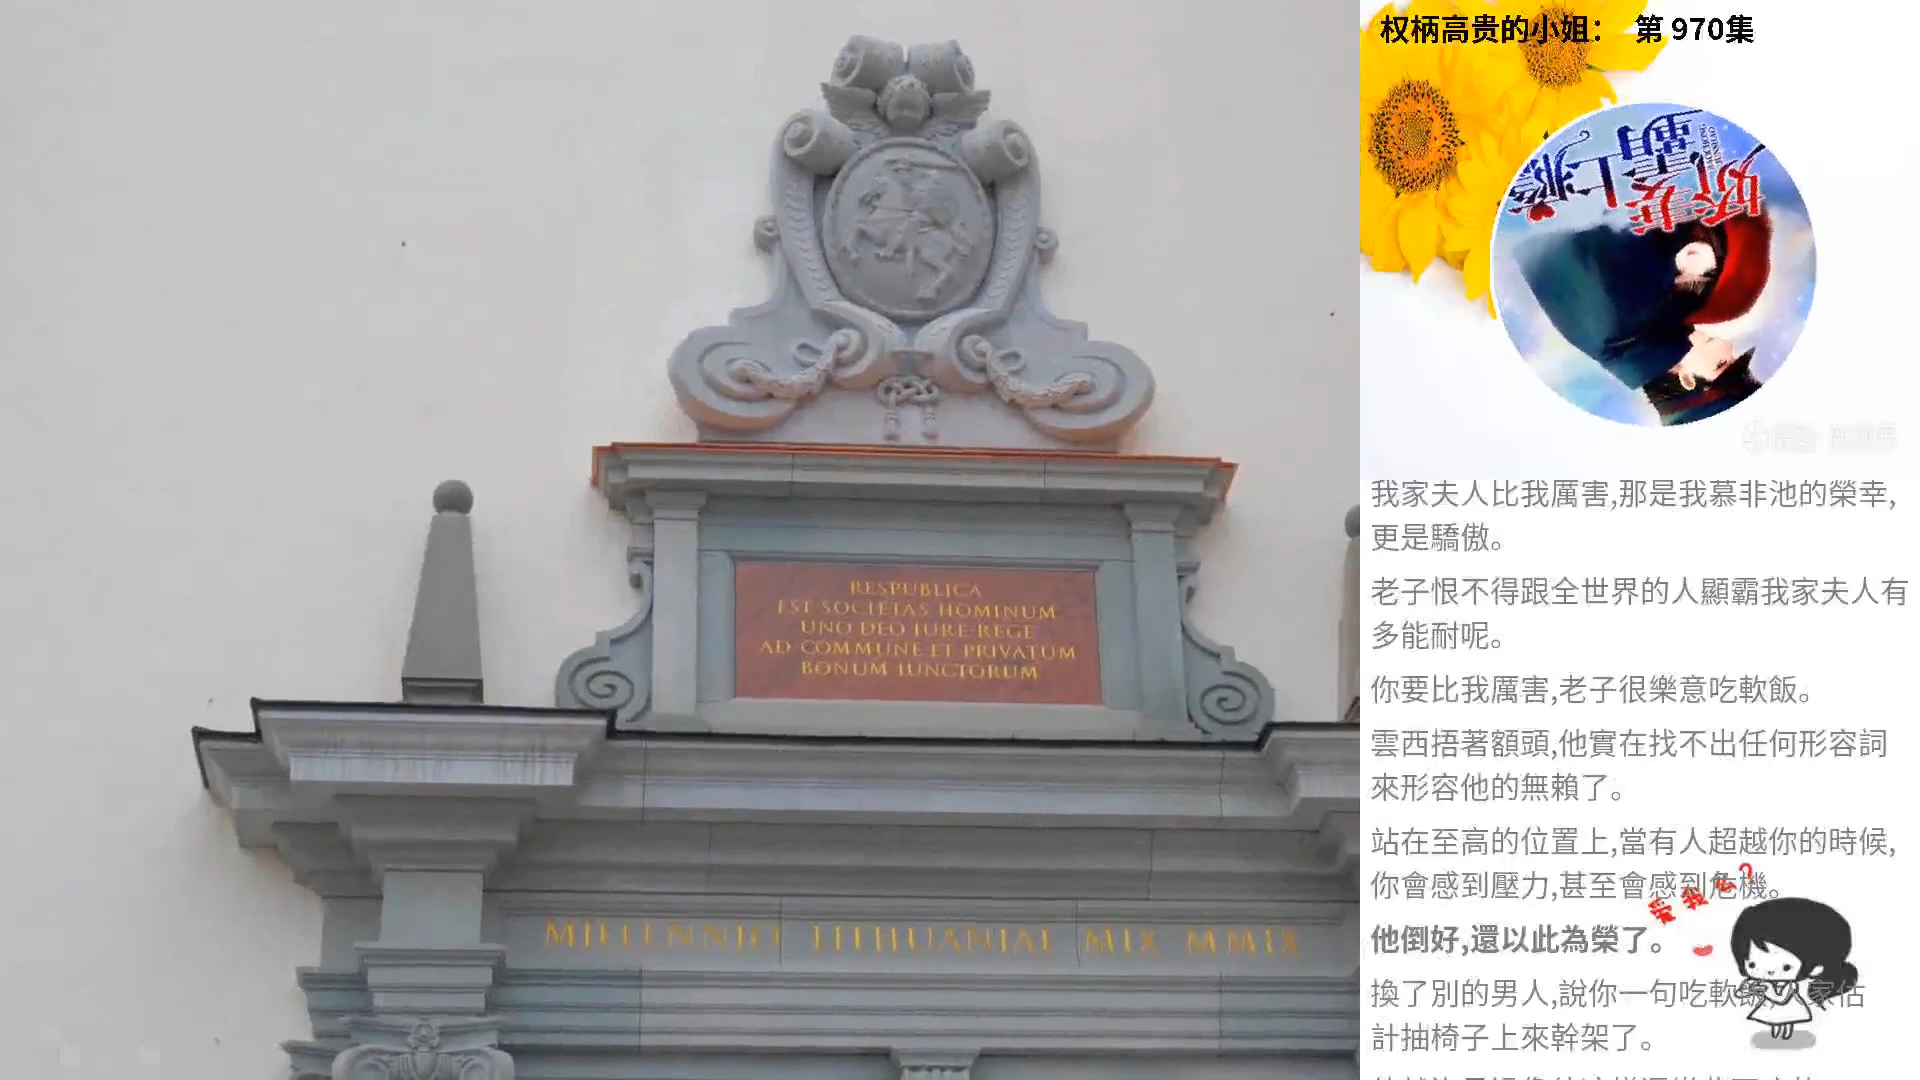 RESPUBLICA
EST SOCIETAS HOMINUM
UNO DEO IURE REGE
AD COMMUNE ET PRIVATUM
BONUM IUNCTORUM
MILLENNIO LITHUANIAE MIX MMIX
权柄高贵的小姐： 第 970集
我家夫人比我厲害,那是我慕非池的榮幸,
更是驕傲。
老子恨不得跟全世界的人顯霸我家夫人有
多能耐呢。
你要比我厲害,老子很樂意吃軟飯。
雲西捂著額頭,他實在找不出任何形容詞
來形容他的無賴了。
站在至高的位置上,當有人超越你的時候,
你會感到壓力,甚至會感到危機。
爱我么?
他倒好,還以此為榮了。
換了別的男人,說你一句吃軟飯,人家估
計抽椅子上來幹架了。